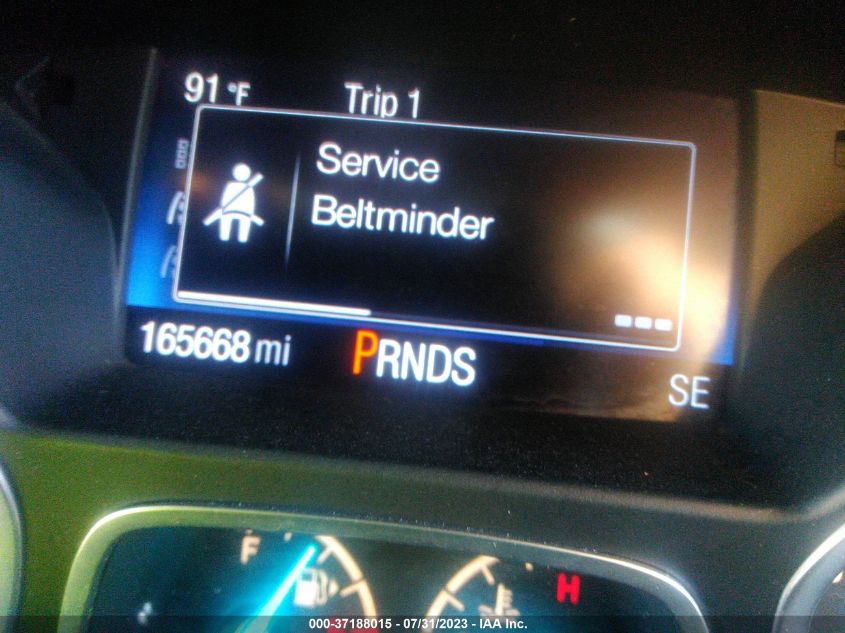 91 °F Trip 1
Service
Beltminder
165668 mi PRNDS
SE
F
H
000-37188015 - 07/31/2023 - IAA Inc.